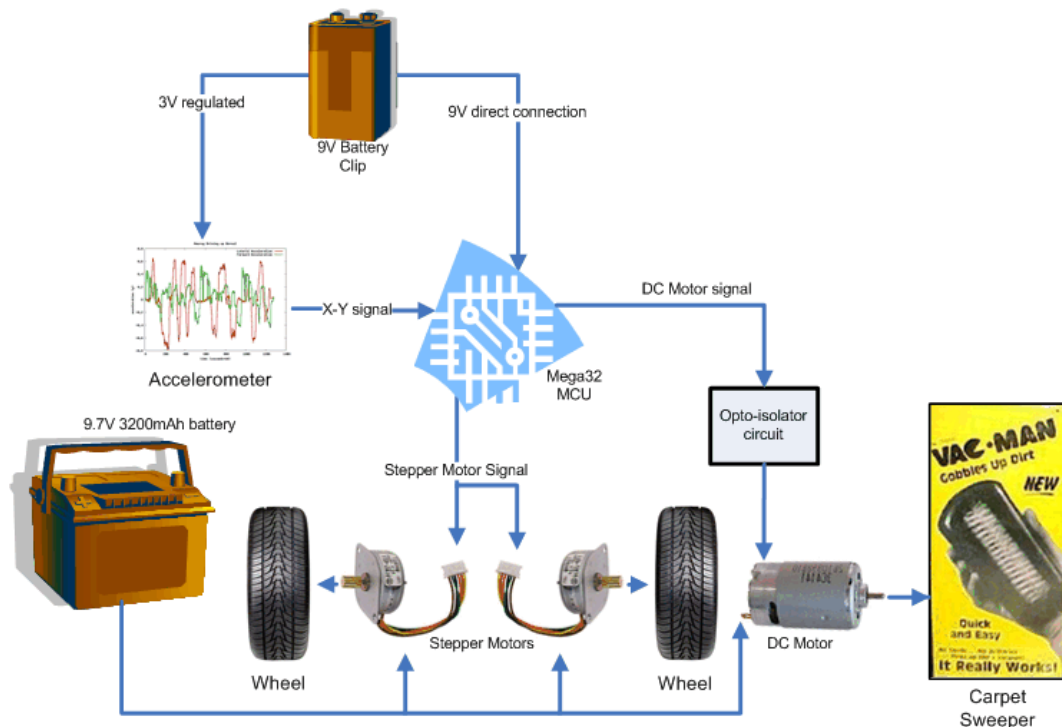 3V regulated
9V direct connection
9V Battery
Clip
X-Y signal
DC Motor signal
Accelerometer
Mega32
MCU
Opto-isolator
circuit
9.7V 3200mAh battery
Stepper Motor Signal
VAC-MAN
Gobbles Up Dirt
NEW
Stepper Motors
DC Motor
Quick
and Easy
It Really Works!
Wheel
Wheel
Carpet
Sweeper